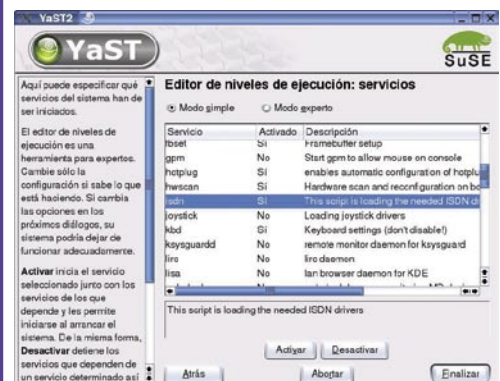 YaST2
YaST
SuSE
Aquí puede especificar qué
servicios del sistema han de
ser iniciados.
El editor de niveles de
ejecución es una
herramienta para expertos.
Cambie sólo la
configuración si sabe lo que
está haciendo. Si cambia
las opciones en los
próximos diálogos, su
sistema podría dejar de
funcionar adecuadamente.
Activar inicia el servicio
seleccionado junto con los
servicios de los que
depende y les permite
iniciarse al arrancar el
sistema. De la misma forma,
Desactivar detiene los
servicios que dependen de
un servicio determinado así
Editor de niveles de ejecución: servicios
Modo simple Modo experto
Servicio Activado Descripción
fbset Sí Framebuffer setup
gpm No Start gpm to allow mouse on console
hotplug Sí enables automatic configuration of hotplu
hwscan Sí Hardware scan and reconfiguration on bo
isdn Sí This script is loading the needed ISDN dr
joystick No Loading joystick drivers
kbd Sí Keyboard settings (don't disable!)
ksysguardd No remote monitor daemon for ksysguard
lirc No lirc daemon
lisa No lan browser daemon for KDE
This script is loading the needed ISDN drivers
Activar Desactivar
Atrás Abortar Finalizar